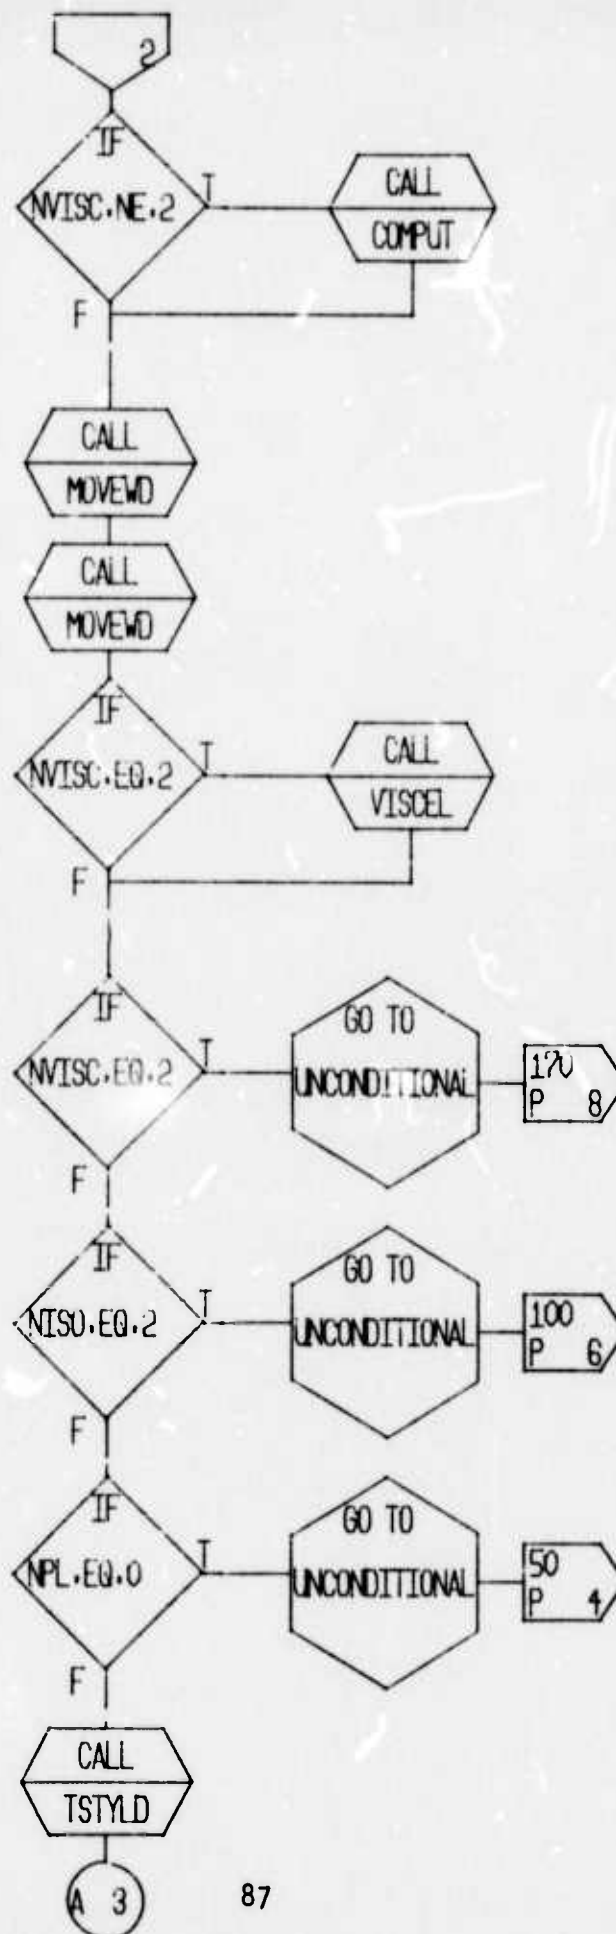 2
IF
NVISC.NE.2
T
CALL
COMPUT
F
CALL
MOVEWD
CALL
MOVEWD
IF
NVISC.EQ.2
T
CALL
VISCEL
F
IF
NVISC.EQ.2
T
GO TO
UNCONDITIONAL
170
P 8
F
IF
NISO.EQ.2
T
GO TO
UNCONDITIONAL
100
P 6
F
IF
NPL.EQ.0
T
GO TO
UNCONDITIONAL
50
P 4
F
CALL
TSTYLD
A 3
87